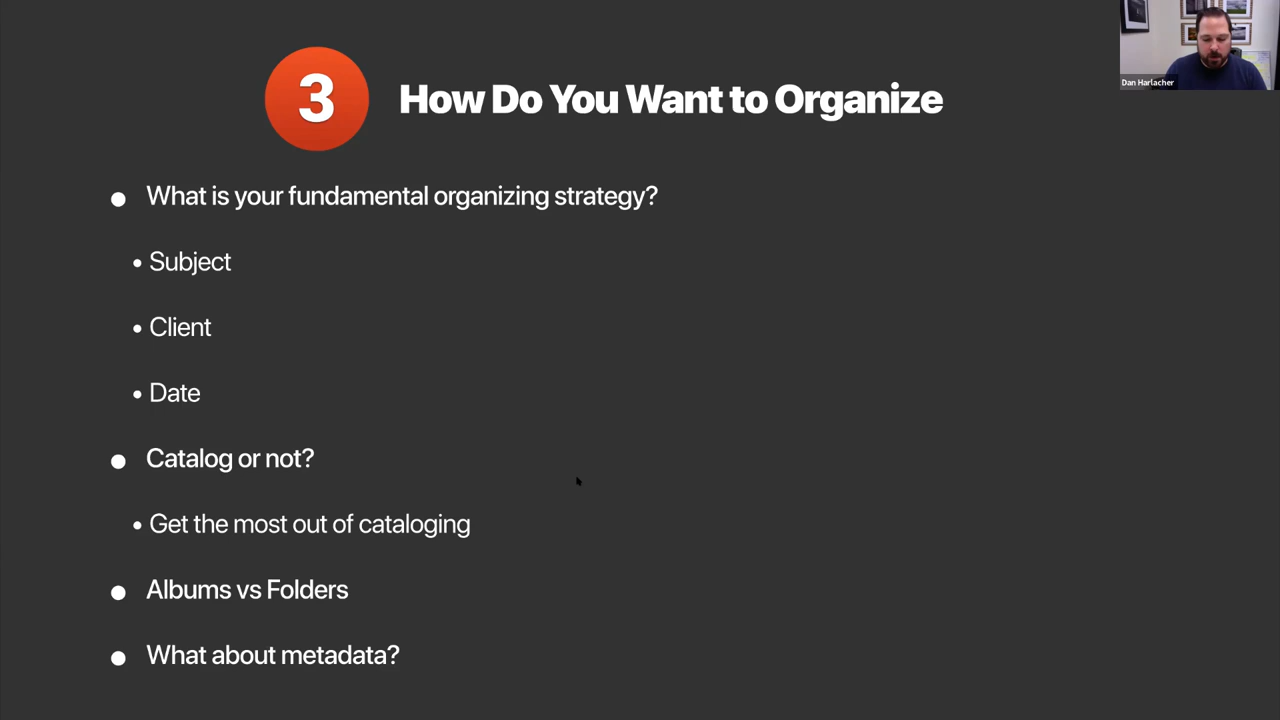 3
How Do You Want to Organize
Dan Harlacher
What is your fundamental organizing strategy?
Subject
Client
Date
Catalog or not?
Get the most out of cataloging
Albums vs Folders
What about metadata?